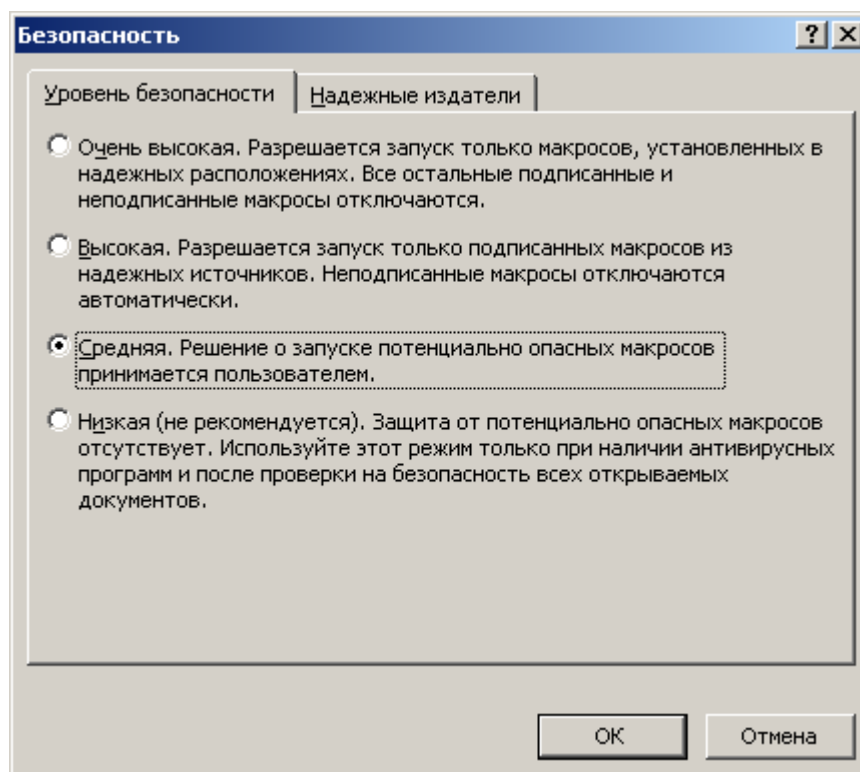 Безопасность
Уровень безопасности
Надежные издатели
Очень высокая. Разрешается запуск только макросов, установленных в
надежных расположениях. Все остальные подписанные и
неподписанные макросы отключаются.
Высокая. Разрешается запуск только подписанных макросов из
надежных источников. Неподписанные макросы отключаются
автоматически.
Средняя. Решение о запуске потенциально опасных макросов
принимается пользователем.
Низкая (не рекомендуется). Защита от потенциально опасных макросов
отсутствует. Используйте этот режим только при наличии антивирусных
программ и после проверки на безопасность всех открываемых
документов.
ОК
Отмена